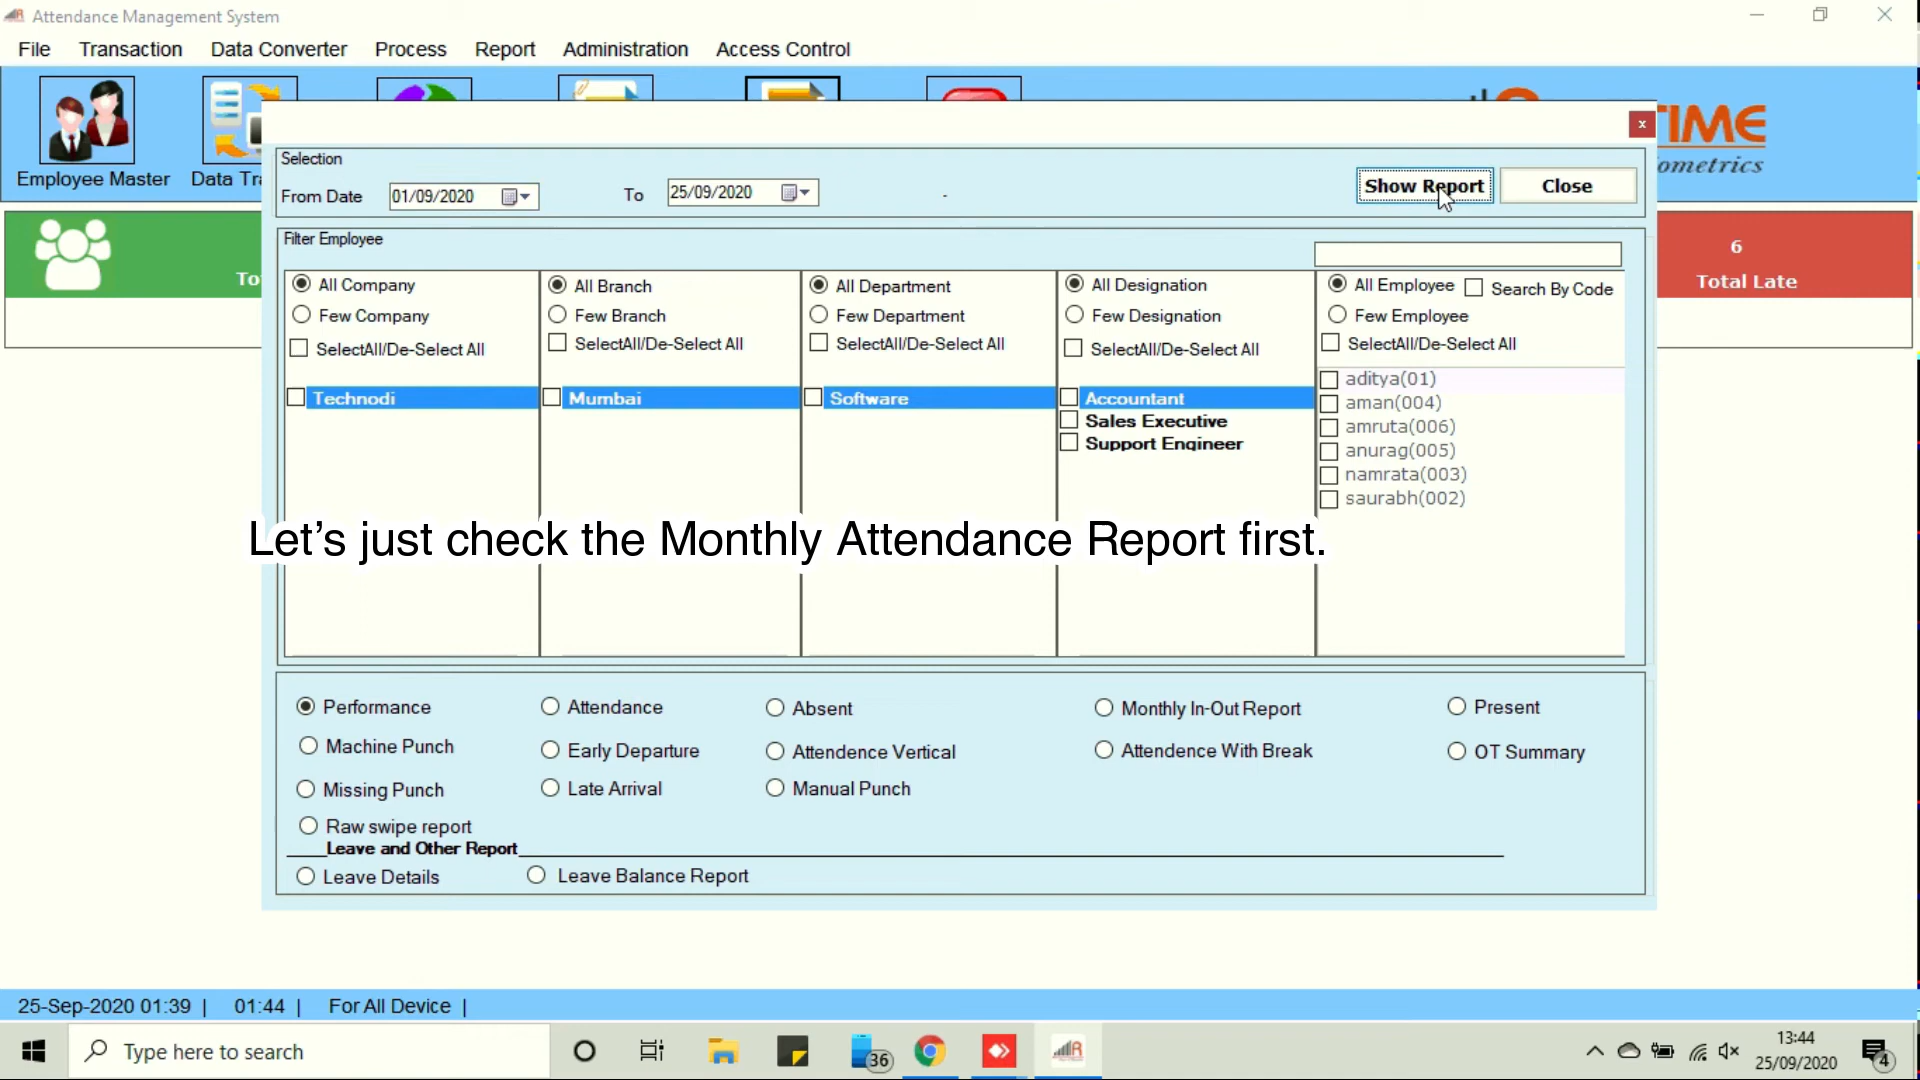 Attendance Management System
File Transaction Data Converter Process Report Administration Access Control
Employee Master
TIME
ometrics
Selection
From Date 01/09/2020 To 25/09/2020 - Show Report Close
x
Filter Employee
6
Total Late
All Company All Branch All Department All Designation All Employee Search By Code
Few Company Few Branch Few Department Few Designation Few Employee
SelectAll/De-Select All SelectAll/De-Select All SelectAll/De-Select All SelectAll/De-Select All SelectAll/De-Select All
Technodi Mumbai Software Accountant
Sales Executive
Support Engineer
aditya(01)
aman(004)
amruta(006)
anurag(005)
namrata(003)
saurabh(002)
Let's just check the Monthly Attendance Report first.
Performance Attendance Absent Monthly In-Out Report Present
Machine Punch Early Departure Attendence Vertical Attendence With Break OT Summary
Missing Punch Late Arrival Manual Punch
Raw swipe report
Leave and Other Report
Leave Details Leave Balance Report
25-Sep-2020 01:39 | 01:44 | For All Device |
Type here to search
36
13:44
25/09/2020
4